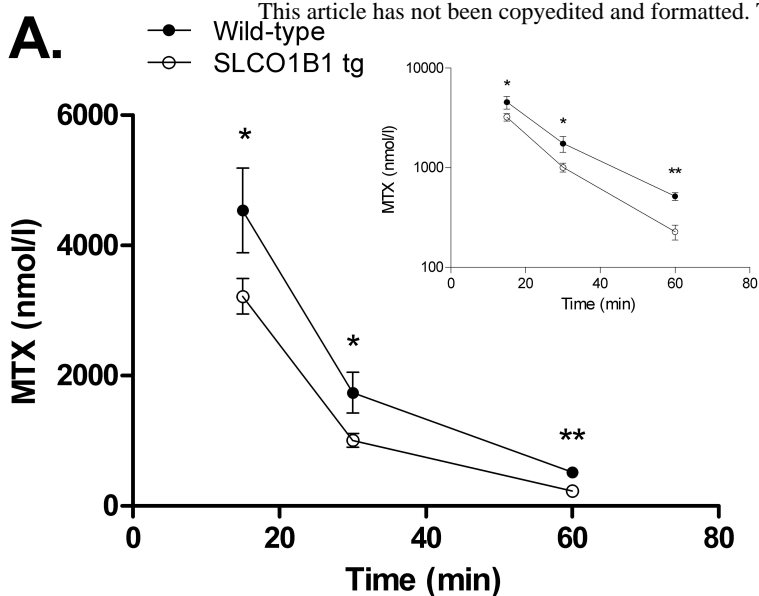 This article has not been copyedited and formatted.
A.
Wild-type
SLCO1B1 tg
6000
4000
2000
0
MTX (nmol/l)
*
*
**
0 20 40 60 80
Time (min)
10000
1000
100
MTX (nmol/l)
*
*
**
0 20 40 60 80
Time (min)